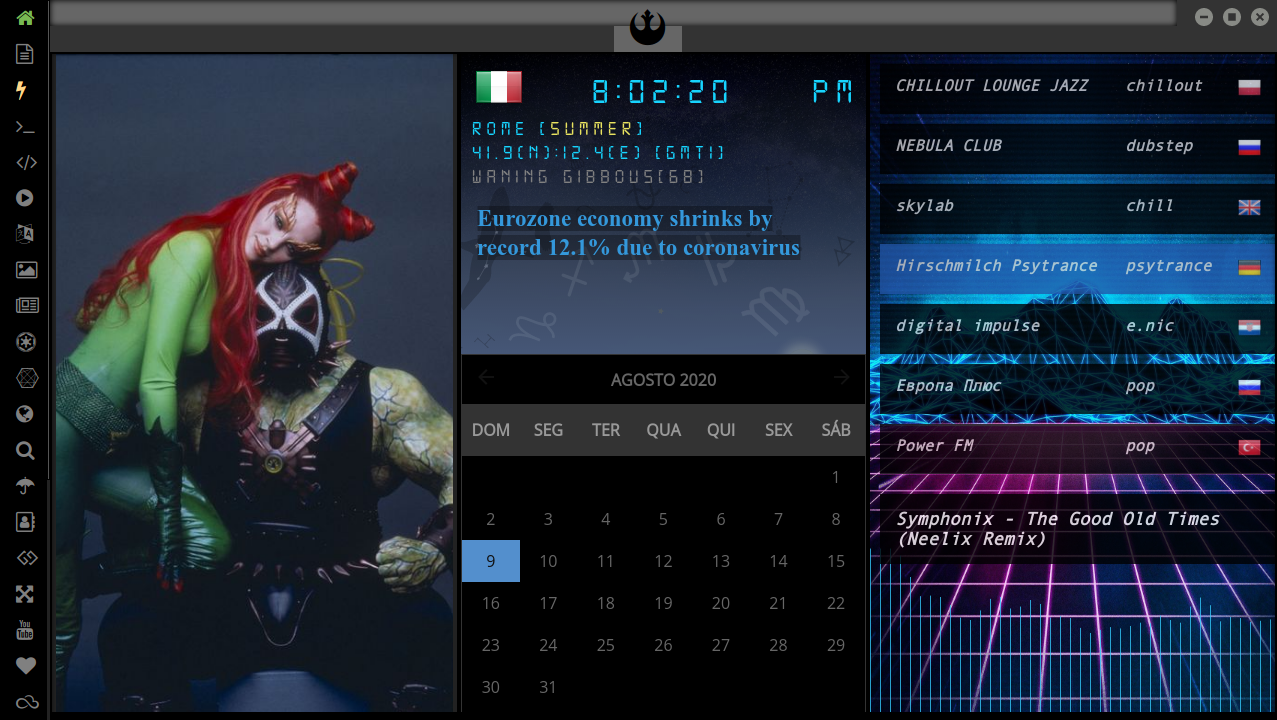 8:02:20 PM
ROME [SUMMER]
41.9(N):12.4(E) [GMT1]
WANING GIBBOUS[68]
Eurozone economy shrinks by
record 12.1% due to coronavirus
AGOSTO 2020
DOM SEG TER QUA QUI SEX SÁB
1
2 3 4 5 6 7 8
9 10 11 12 13 14 15
16 17 18 19 20 21 22
23 24 25 26 27 28 29
30 31
CHILLOUT LOUNGE JAZZ chillout
NEBULA CLUB dubstep
skylab chill
Hirschmilch Psytrance psytrance
digital impulse e.nic
Европа Плюс pop
Power FM pop
Symphonix - The Good Old Times
(Neelix Remix)
You
Tube